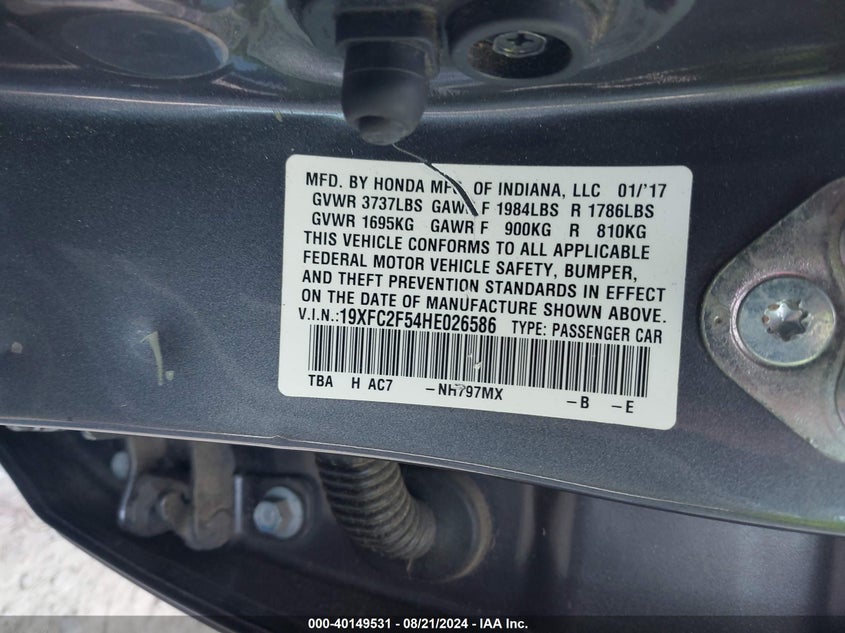 MFD. BY HONDA MFG OF INDIANA, LLC 01/'17
GVWR 3737LBS GAWR F 1984LBS R 1786LBS
GVWR 1695KG GAWR F 900KG R 810KG
THIS VEHICLE CONFORMS TO ALL APPLICABLE
FEDERAL MOTOR VEHICLE SAFETY, BUMPER,
AND THEFT PREVENTION STANDARDS IN EFFECT
ON THE DATE OF MANUFACTURE SHOWN ABOVE.
V.I.N.:19XFC2F54HE026586 TYPE: PASSENGER CAR
TBA H AC7 –NH797MX –B –E
000-40149531 - 08/21/2024 - IAA Inc.